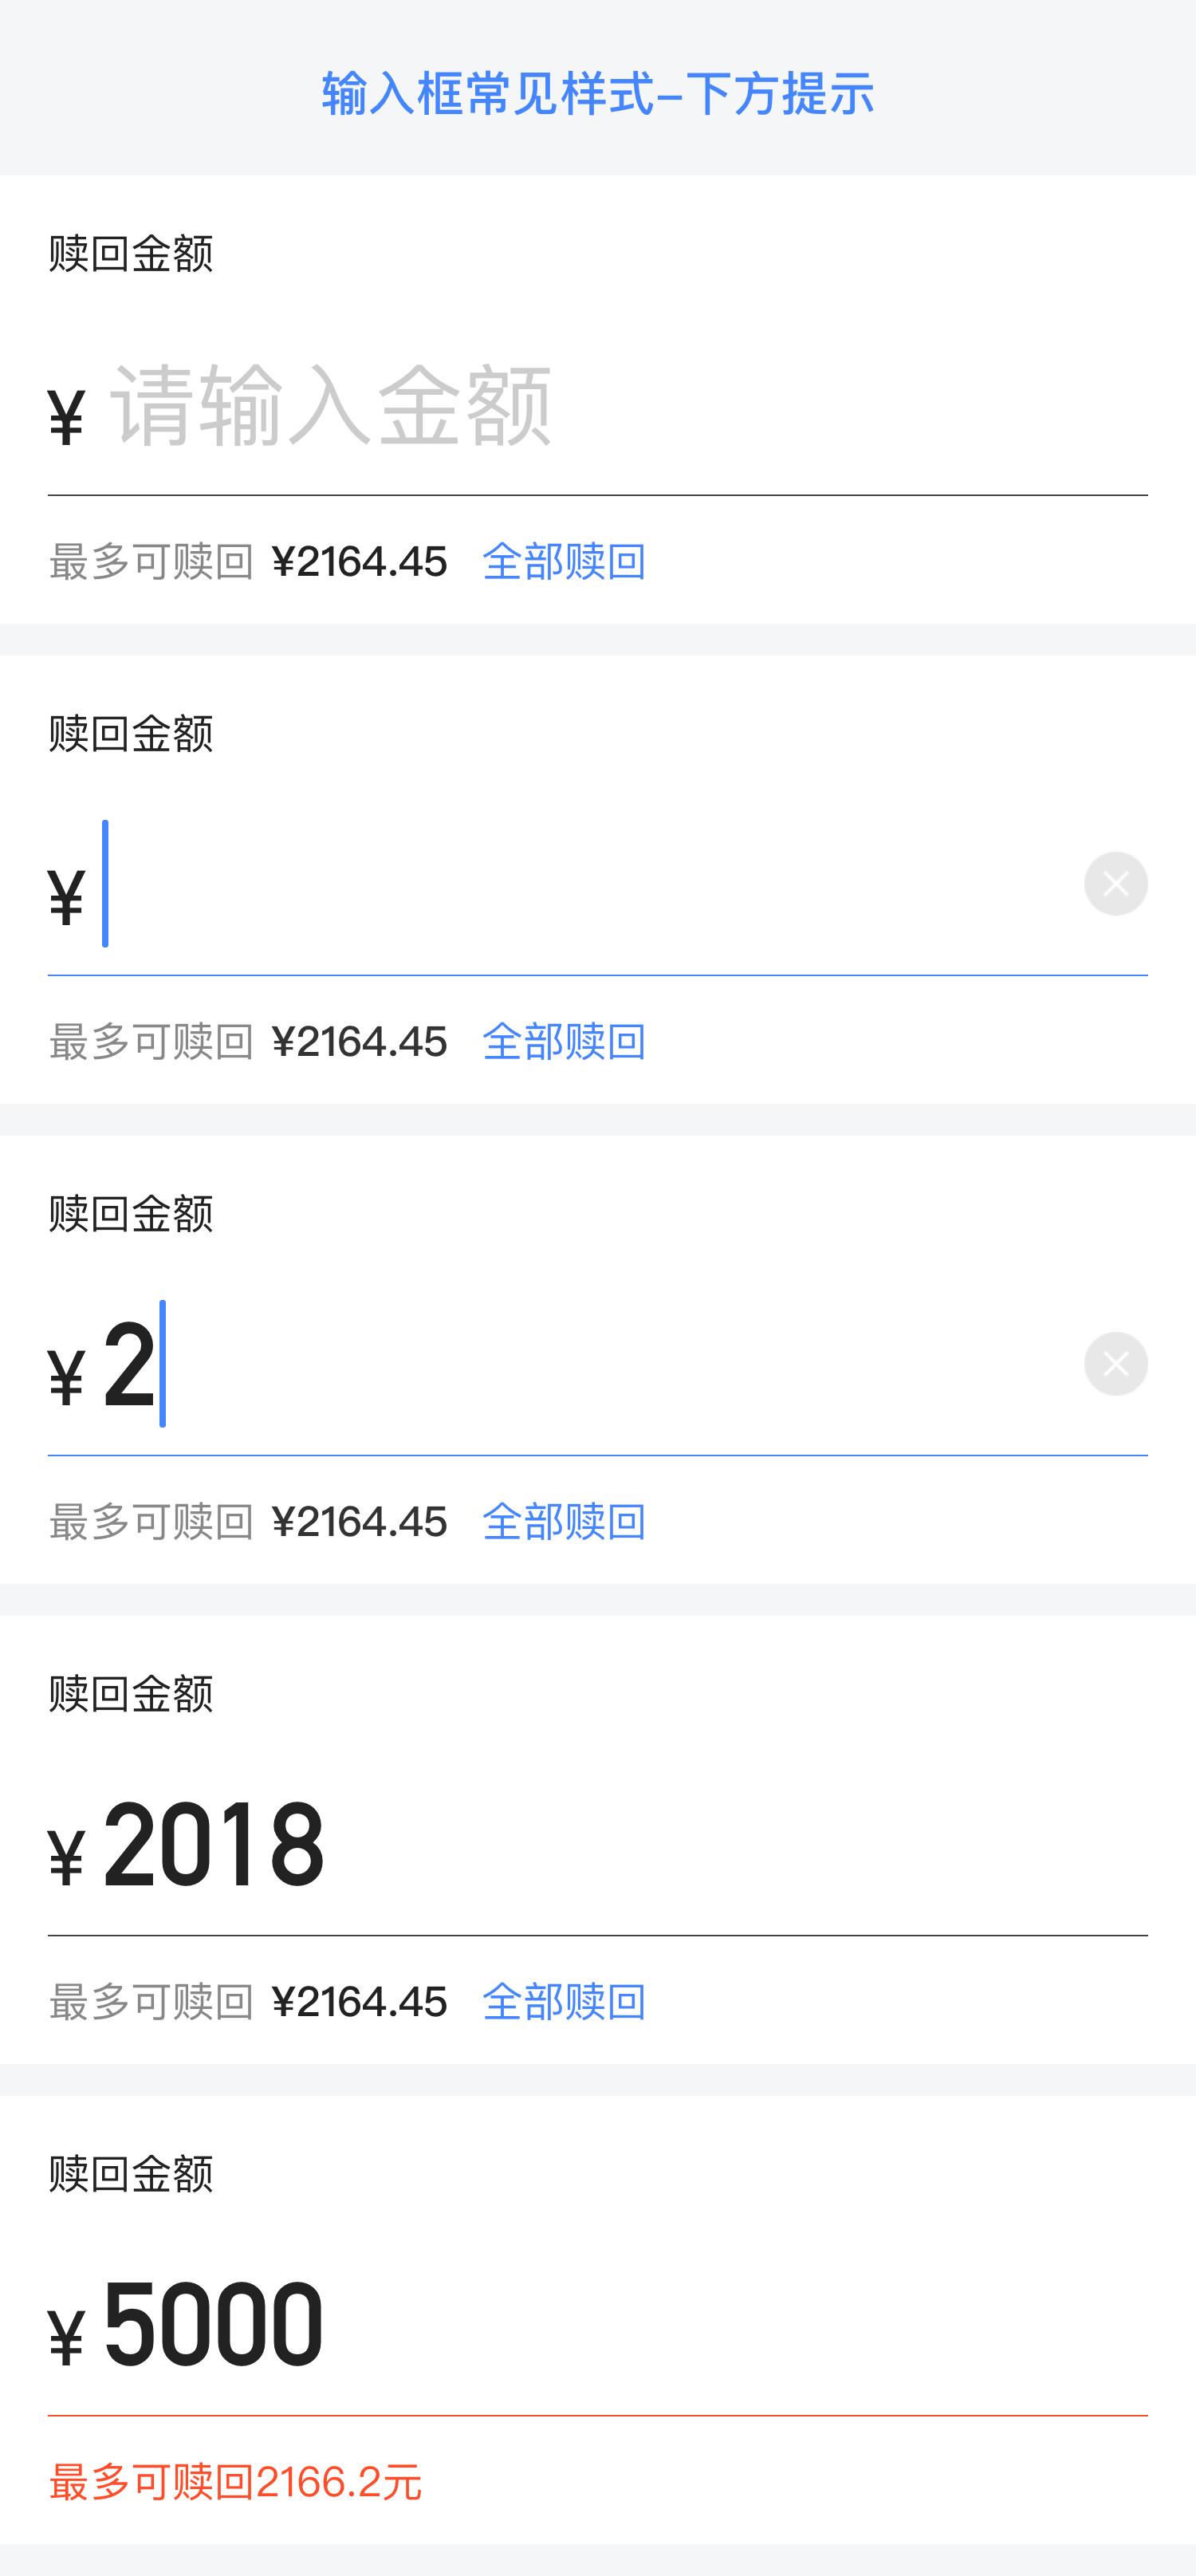 输入框常见样式-下方提示
赎回金额
¥ 请输入金额
最多可赎回 ¥2164.45 全部赎回
赎回金额
¥
最多可赎回 ¥2164.45 全部赎回
赎回金额
¥ 2
最多可赎回 ¥2164.45 全部赎回
赎回金额
¥ 2018
最多可赎回 ¥2164.45 全部赎回
赎回金额
¥ 5000
最多可赎回2166.2元